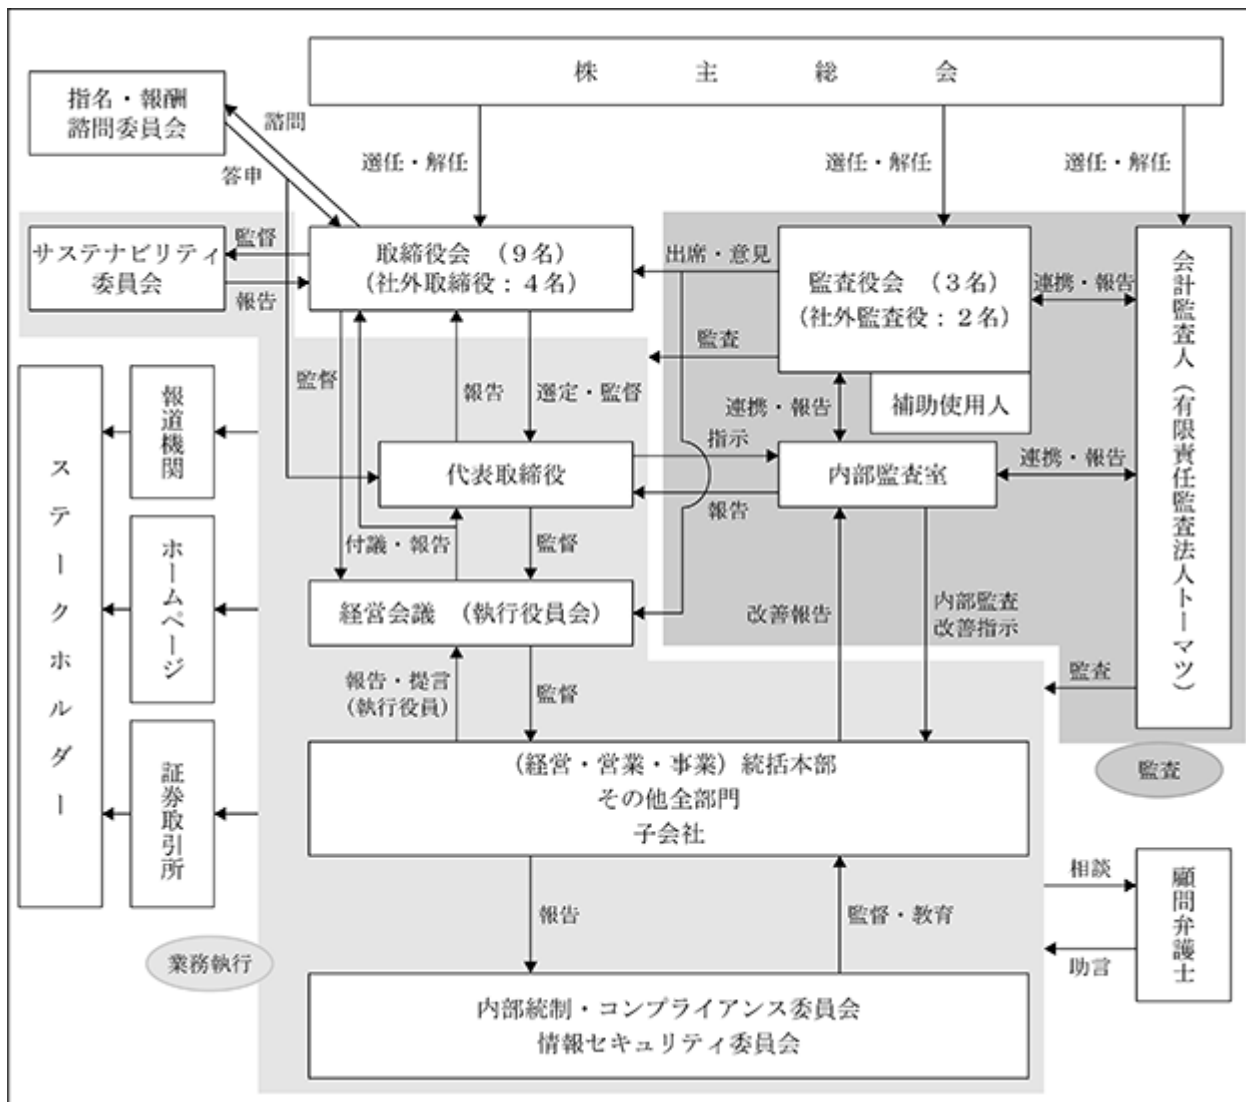 株主総会
指名・報酬
諮問委員会
諮問
答申
選任・解任
選任・解任
選任・解任
サステナビリティ
委員会
監督
報告
取締役会 (9名)
(社外取締役:4名)
出席・意見
監査役会 (3名)
(社外監査役:2名)
連携・報告
会計監査人(有限責任監査法人トーマツ)
監査
補助使用人
監督
報告
選定・監督
連携・報告
指示
代表取締役
内部監査室
連携・報告
報告
付議・報告
監督
経営会議 (執行役員会)
改善報告
内部監査
改善指示
報告・提言
(執行役員)
監督
監査
監査
ステークホルダー
報道機関
ホームページ
証券取引所
(経営・営業・事業)統括本部
その他全部門
子会社
報告
監督・教育
相談
助言
顧問弁護士
業務執行
内部統制・コンプライアンス委員会
情報セキュリティ委員会